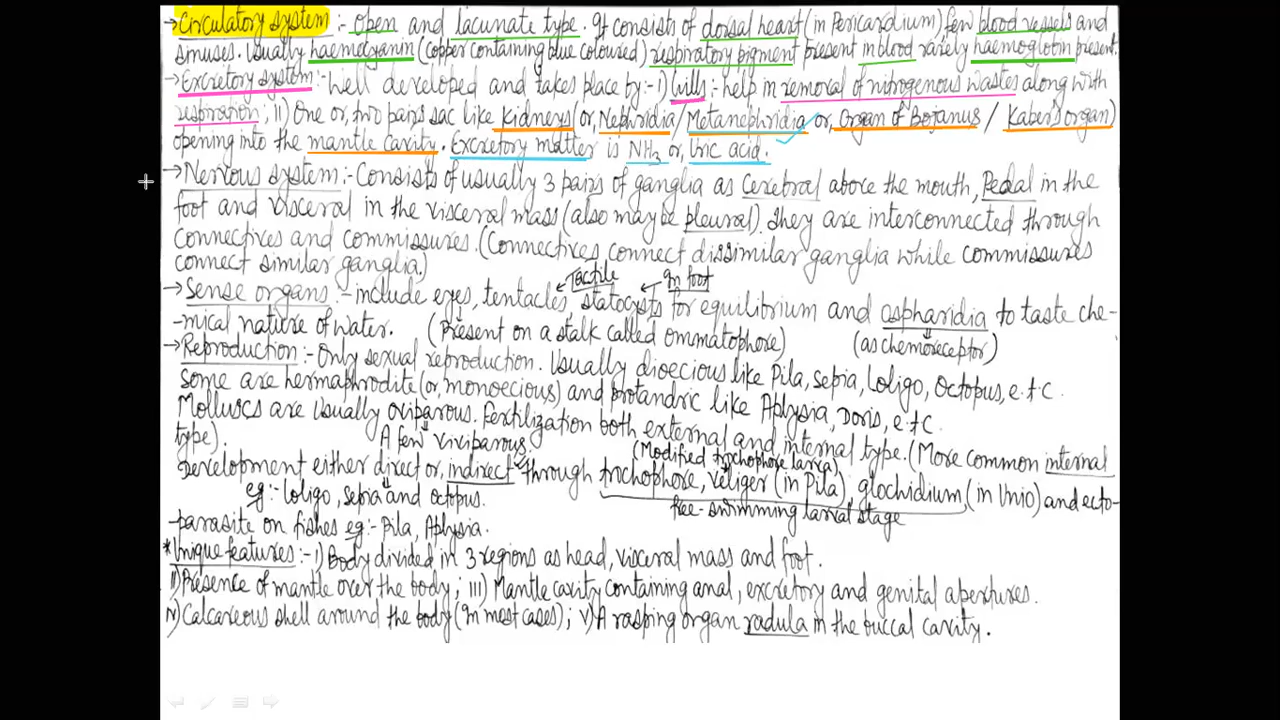 →Circulatory system :- open and lacunate type. It consists of dorsal heart (in Pericardium) few blood vessels and
sinuses. Usually haemocyanin (copper containing blue coloured) respiratory pigment present in blood rarely haemoglobin present.
→Excretory system :- Well developed and takes place by:- i) Gills :- help in removal of nitrogenous wastes along with
respiration; ii) One or, two pairs sac like kidneys (or, Nephridia/Metanephridia or, Organ of Bojanus / Kaber's organ)
opening into the mantle cavity. Excretory matter is NH3 or, Uric acid.
→Nervous system :- Consists of usually 3 pairs of ganglia as Cerebral above the mouth, Pedal in the
foot and visceral in the visceral mass (also may be pleural). They are interconnected through
connectives and commissures. (Connectives connect dissimilar ganglia while commissures
connect similar ganglia.)
Tactile In foot
→Sense organs :- include eyes, tentacles, statocysts for equilibrium and asphardia to taste che-
-mical nature of water. (Present on a stalk called ommatophore) (as chemoreceptor)
→Reproduction :- Only sexual reproduction. Usually dioecious like Pila, Sepia, Loligo, Octopus, e.t.c.
Some are hermaphrodite (or, monoecious) and protandric like Aplysia, Doris, e.t.c.
Molluscs are usually oviparous. Fertilization both external and internal type. (More common internal
type). A few viviparous. (Modified trochophore larva)
Development either direct or, indirect through trichophore, veliger (in Pila), glochidium, (in Unio) and ecto-
eg:- Loligo, Sepia and Octopus. free-swimming larval stage
-parasite on fishes eg:- Pila, Aplysia.
*Unique features :- i) Body divided in 3 regions as head, visceral mass and foot.
ii) Presence of mantle over the body; iii) Mantle cavity containing anal, excretory and genital apertures.
iv) Calcareous shell around the body (In most cases); v) A rasping organ radula in the buccal cavity.